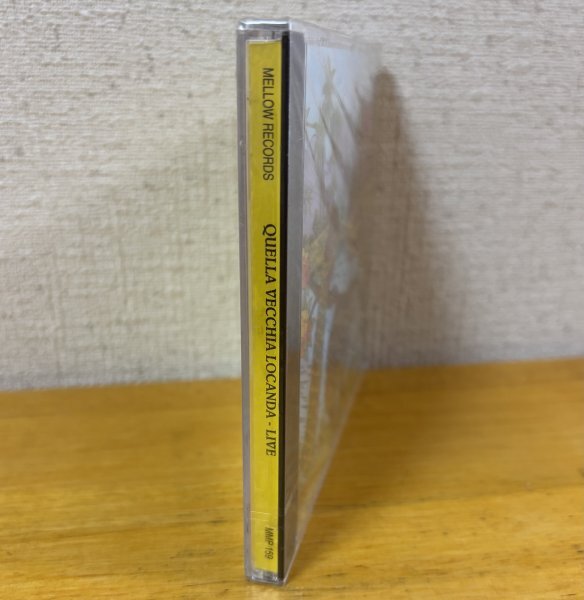 MELLOW RECORDS
QUELLA VECCHIA LOCANDA - LIVE
MMP 159